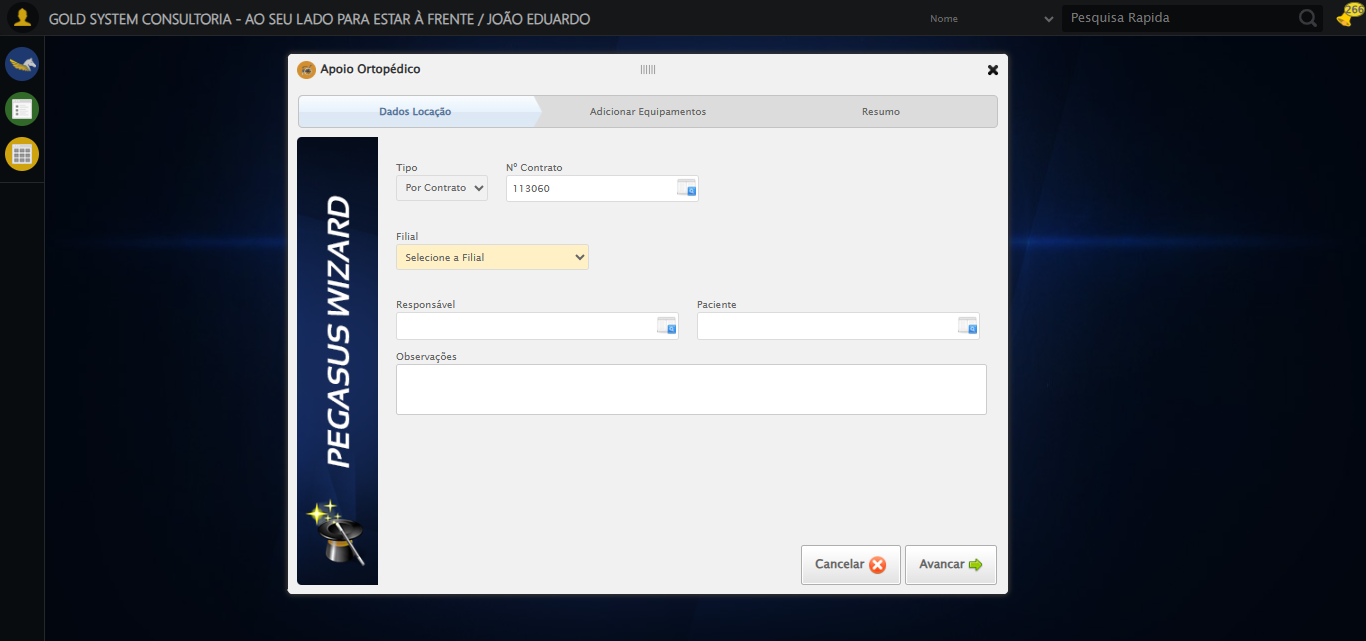 GOLD SYSTEM CONSULTORIA - AO SEU LADO PARA ESTAR À FRENTE / JOÃO EDUARDO
Nome
Pesquisa Rapida
266
Apoio Ortopédico
Dados Locação
Adicionar Equipamentos
Resumo
PEGASUS WIZARD
Tipo
Nº Contrato
Por Contrato
113060
Filial
Selecione a Filial
Responsável
Paciente
Observações
Cancelar
Avancar